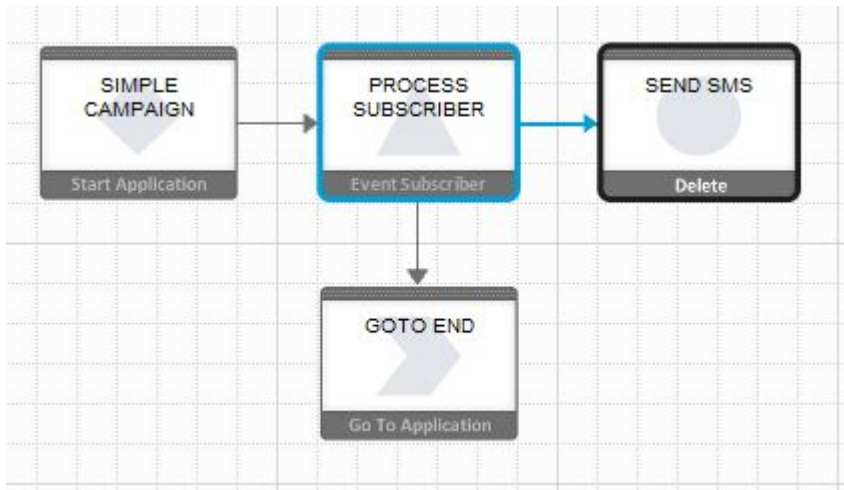 SIMPLE
CAMPAIGN
Start Application
PROCESS
SUBSCRIBER
Event Subscriber
SEND SMS
Delete
GOTO END
Go To Application